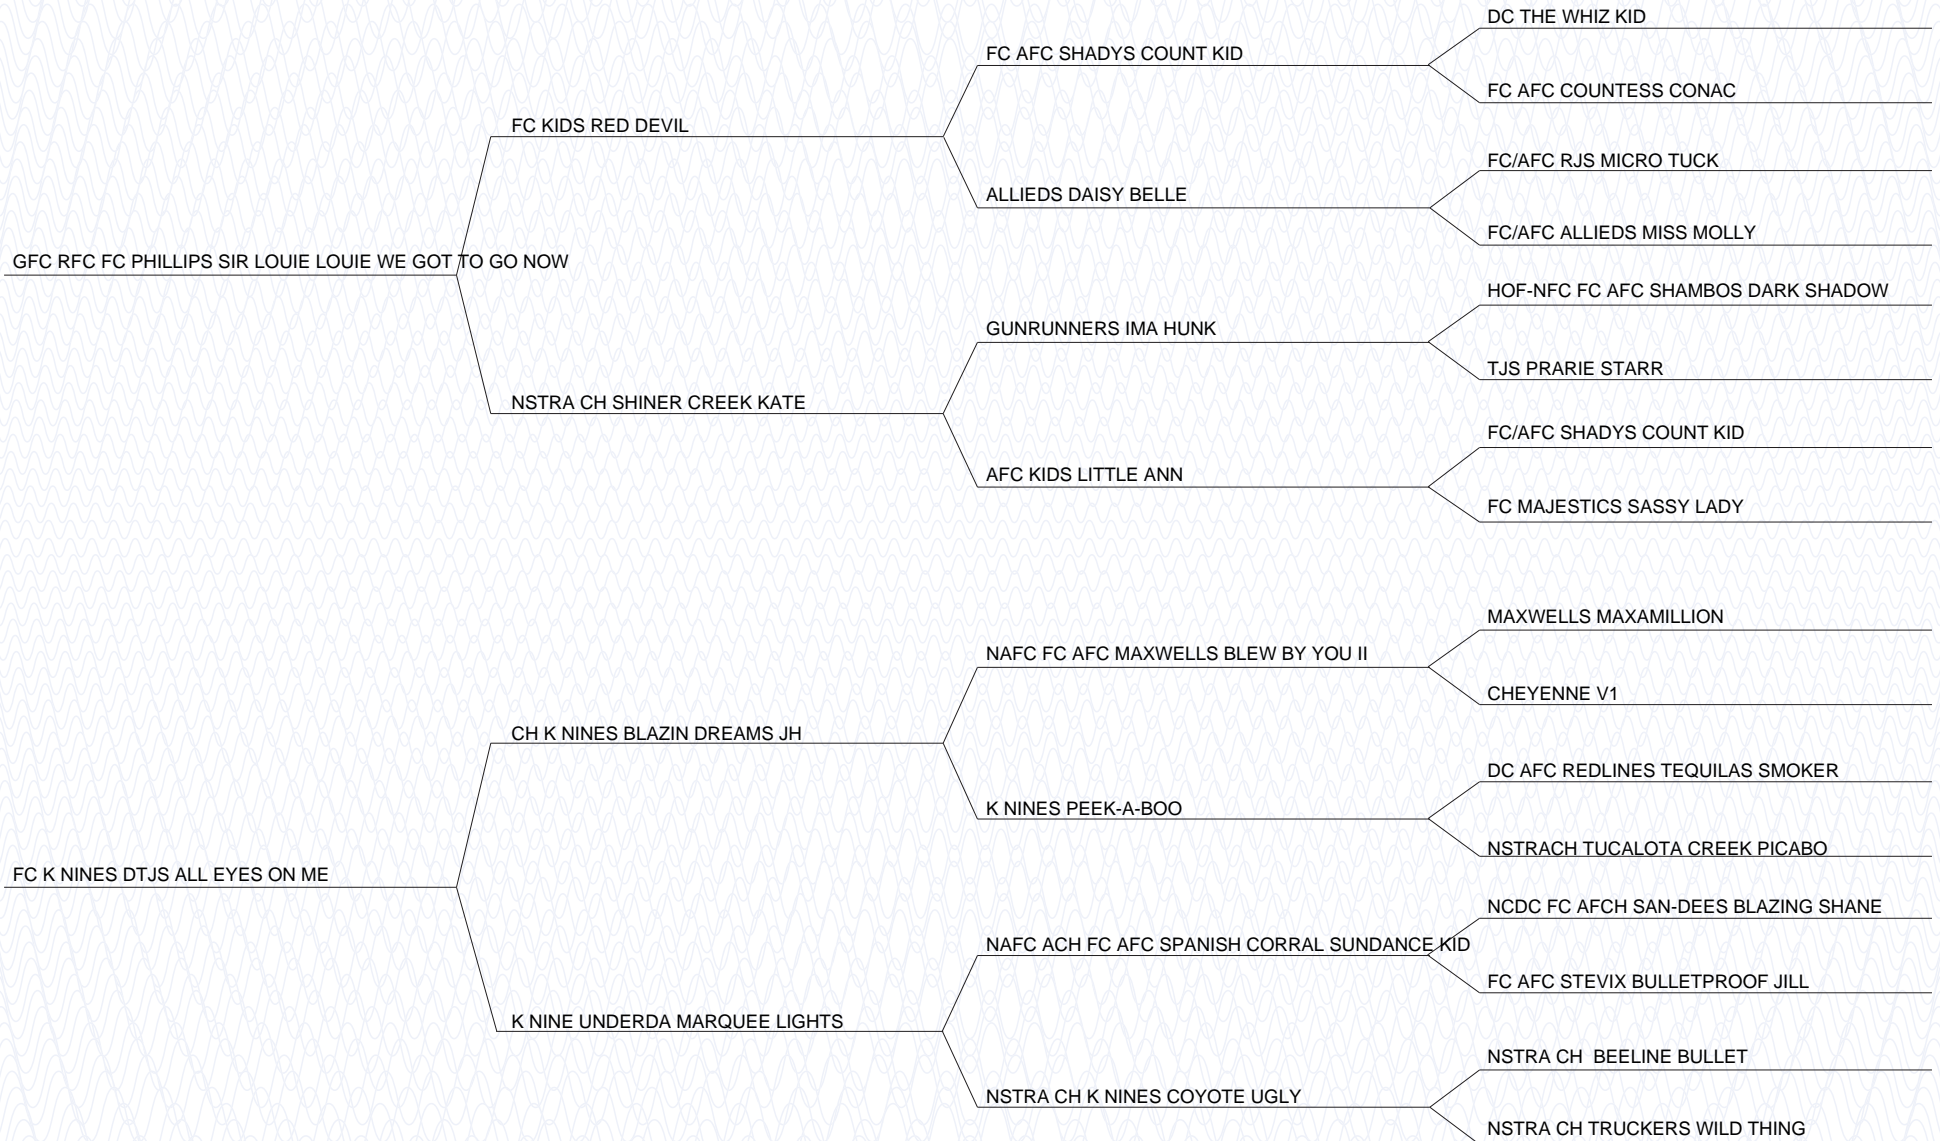 DC THE WHIZ KID
FC AFC SHADYS COUNT KID
FC AFC COUNTESS CONAC
FC KIDS RED DEVIL
FC/AFC RJS MICRO TUCK
ALLIEDS DAISY BELLE
FC/AFC ALLIEDS MISS MOLLY
GFC RFC FC PHILLIPS SIR LOUIE LOUIE WE GOT TO GO NOW
HOF-NFC FC AFC SHAMBOS DARK SHADOW
GUNRUNNERS IMA HUNK
TJS PRARIE STARR
NSTRA CH SHINER CREEK KATE
FC/AFC SHADYS COUNT KID
AFC KIDS LITTLE ANN
FC MAJESTICS SASSY LADY
MAXWELLS MAXAMILLION
NAFC FC AFC MAXWELLS BLEW BY YOU II
CHEYENNE V1
CH K NINES BLAZIN DREAMS JH
DC AFC REDLINES TEQUILAS SMOKER
K NINES PEEK-A-BOO
NSTRACH TUCALOTA CREEK PICABO
FC K NINES DTJS ALL EYES ON ME
NCDC FC AFCH SAN-DEES BLAZING SHANE
NAFC ACH FC AFC SPANISH CORRAL SUNDANCE KID
FC AFC STEVIX BULLETPROOF JILL
K NINE UNDERDA MARQUEE LIGHTS
NSTRA CH  BEELINE BULLET
NSTRA CH K NINES COYOTE UGLY
NSTRA CH TRUCKERS WILD THING